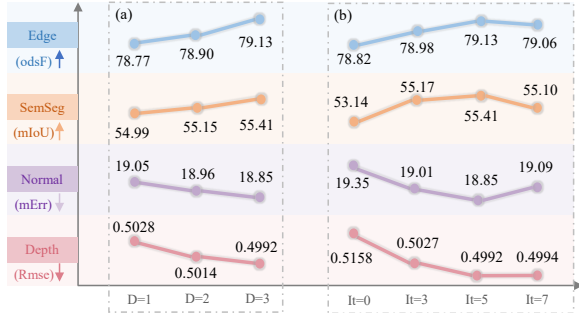 (a) (b)
Edge
(odsF)
78.77 78.90 79.13 78.82 78.98 79.13 79.06
SemSeg
(mIoU)
54.99 55.15 55.41 53.14 55.17 55.41 55.10
Normal
(mErr)
19.05 18.96 18.85 19.35 19.01 18.85 19.09
Depth
(Rmse)
0.5028 0.5014 0.4992 0.5158 0.5027 0.4992 0.4994
D=1 D=2 D=3 It=0 It=3 It=5 It=7